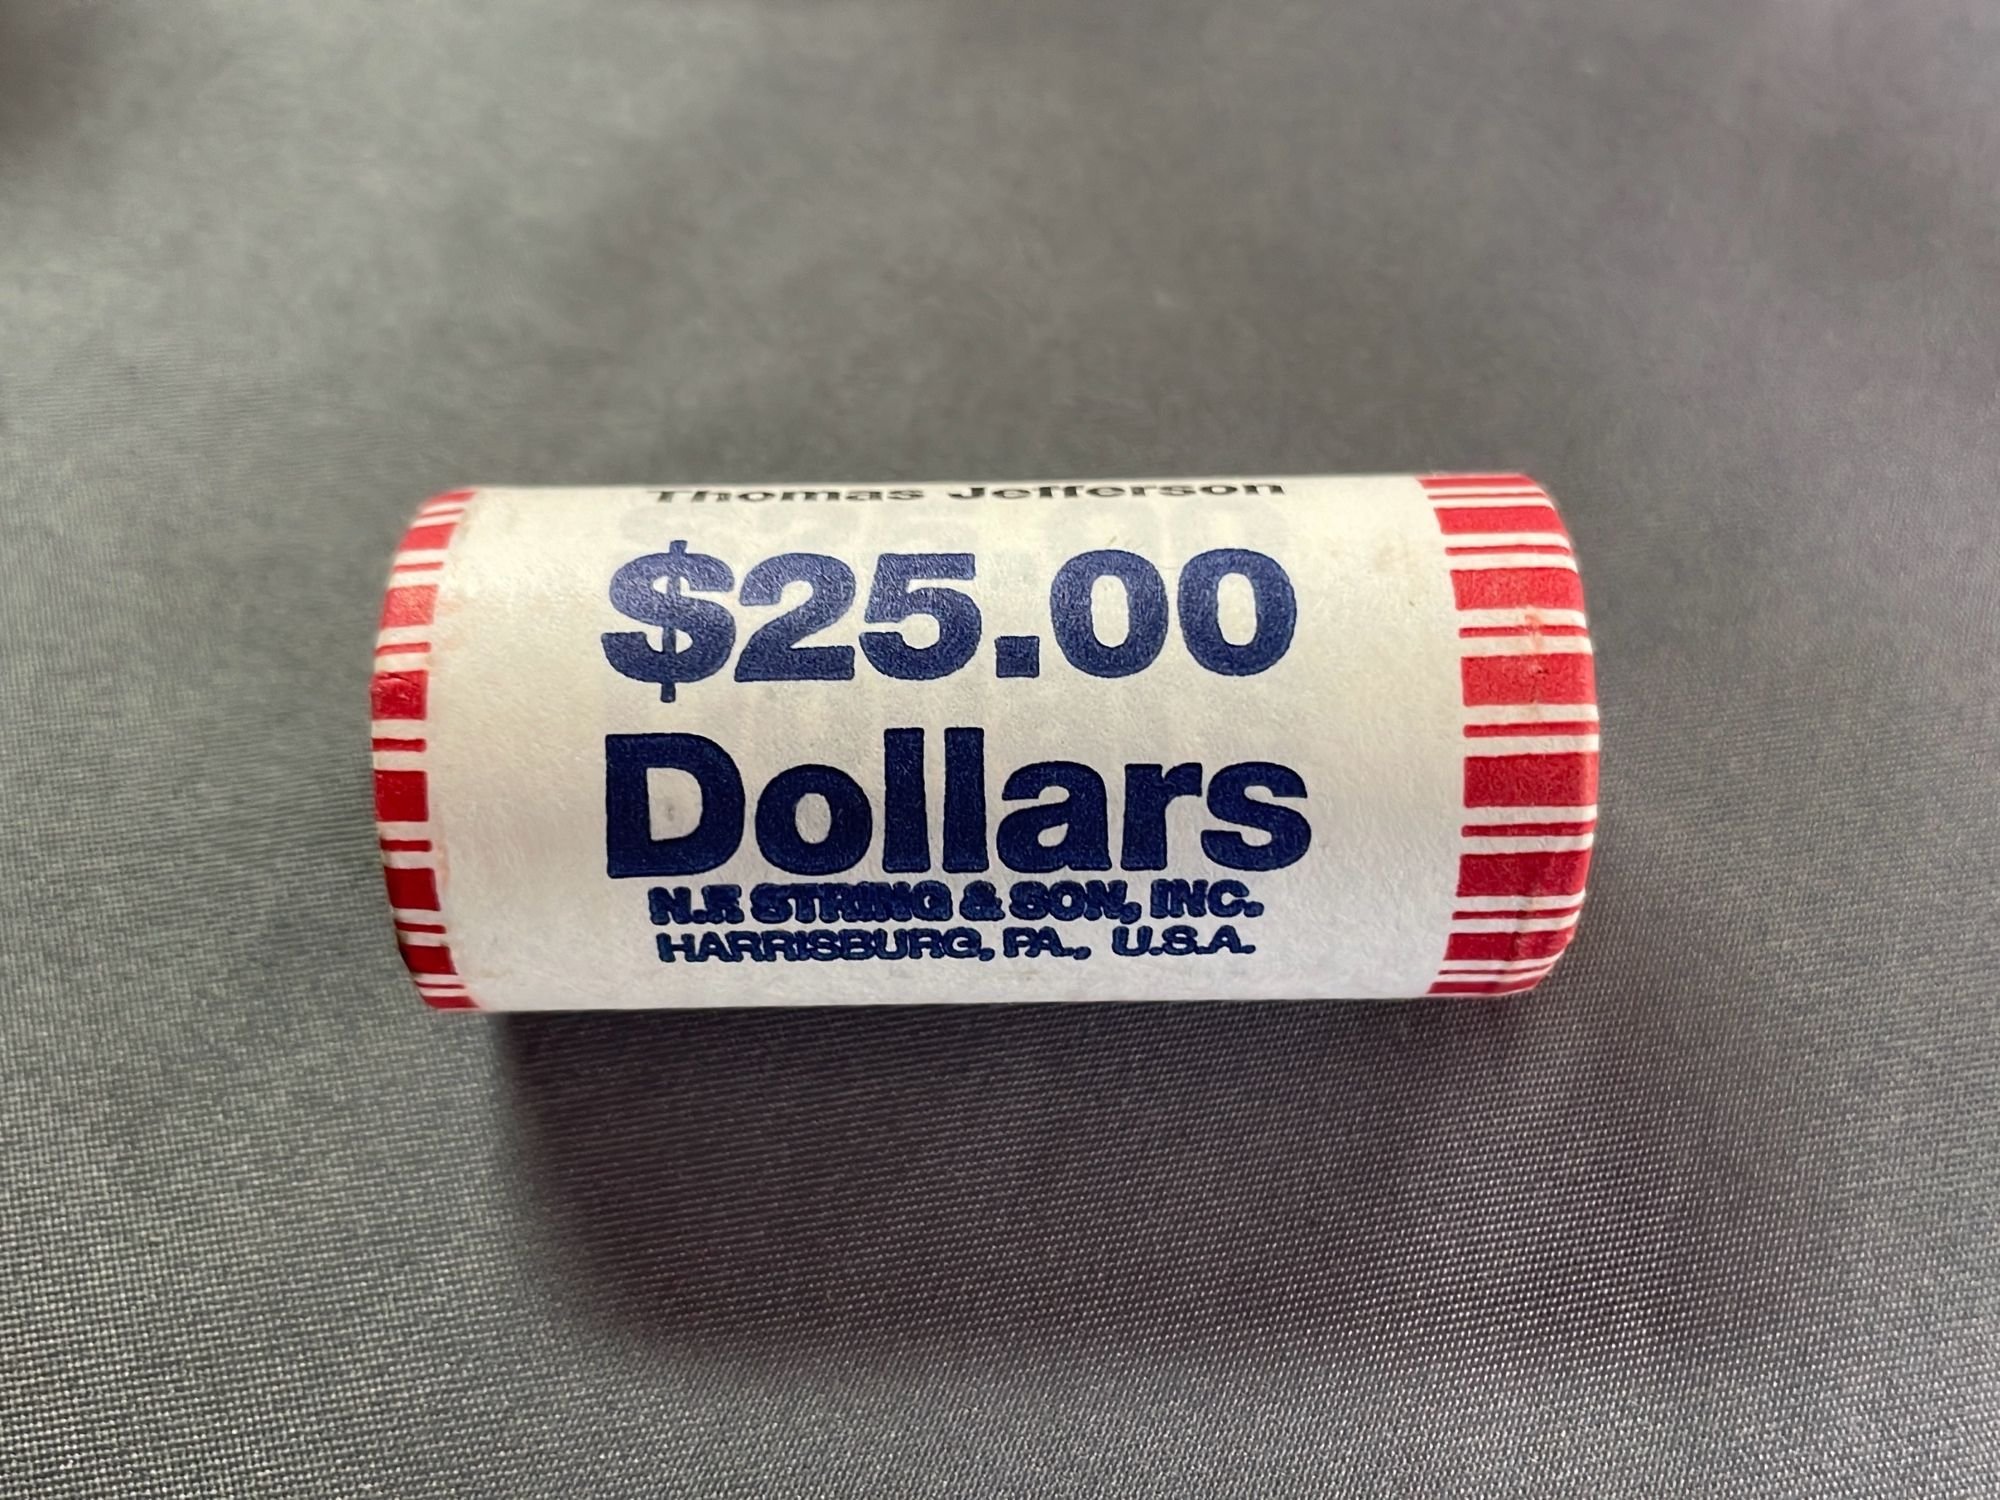 Thomas Jefferson
$25.00
Dollars
N.F. STRING & SON, INC.
HARRISBURG, PA., U.S.A.